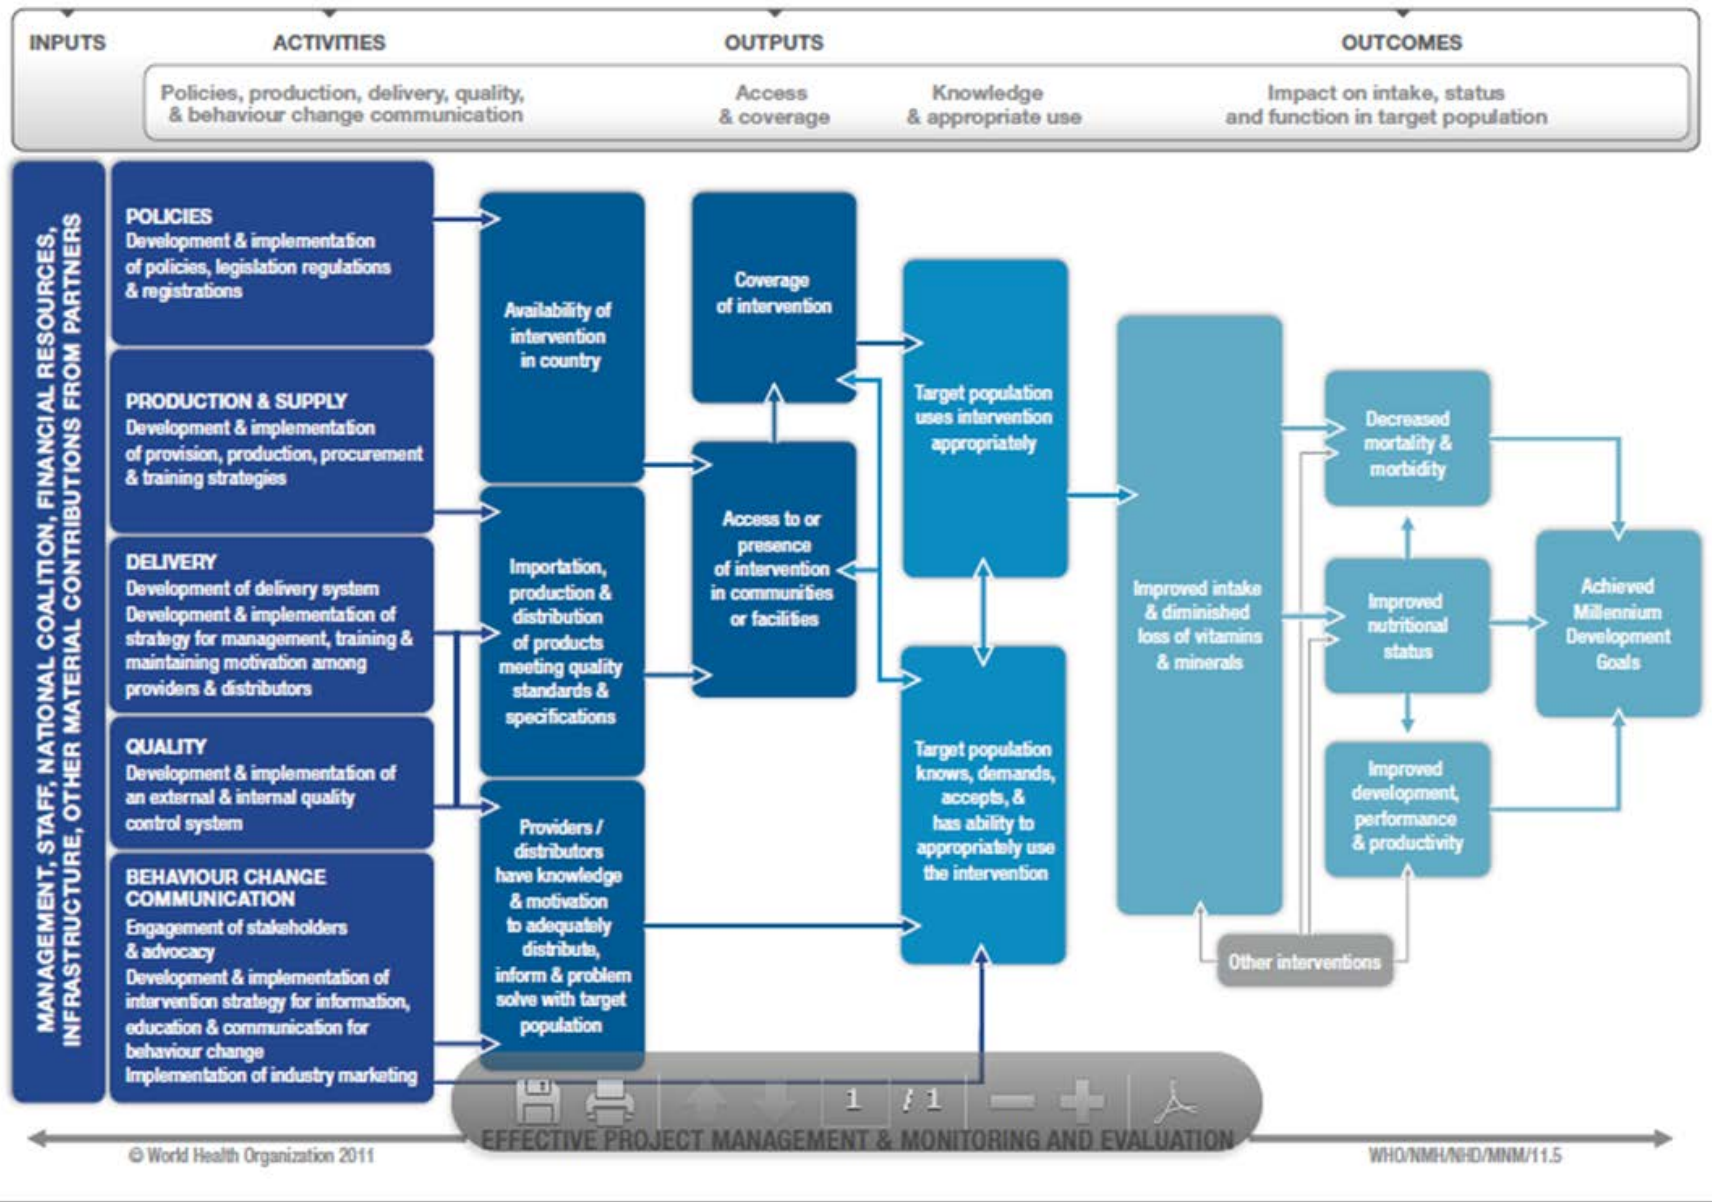 INPUTS
ACTIVITIES
OUTPUTS
OUTCOMES
Policies, production, delivery, quality,
& behaviour change communication
Access
& coverage
Knowledge
& appropriate use
Impact on intake, status
and function in target population
MANAGEMENT, STAFF, NATIONAL COALITION, FINANCIAL RESOURCES,
INFRASTRUCTURE, OTHER MATERIAL CONTRIBUTIONS FROM PARTNERS
POLICIES
Development & implementation
of policies, legislation regulations
& registrations
PRODUCTION & SUPPLY
Development & implementation
of provision, production, procurement
& training strategies
DELIVERY
Development of delivery system
Development & implementation of
strategy for management, training &
maintaining motivation among
providers & distributors
QUALITY
Development & implementation of
an external & internal quality
control system
BEHAVIOUR CHANGE
COMMUNICATION
Engagement of stakeholders
& advocacy
Development & implementation of
intervention strategy for information,
education & communication for
behaviour change
Implementation of industry marketing
Availability of
intervention
in country
Importation,
production &
distribution
of products
meeting quality
standards &
specifications
Providers /
distributors
have knowledge
& motivation
to adequately
distribute,
inform & problem
solve with target
population
Coverage
of intervention
Access to or
presence
of intervention
in communities
or facilities
Target population
uses intervention
appropriately
Target population
knows, demands,
accepts, &
has ability to
appropriately use
the intervention
Improved intake
& diminished
loss of vitamins
& minerals
Decreased
mortality &
morbidity
Improved
nutritional
status
Improved
development,
performance
& productivity
Achieved
Millennium
Development
Goals
Other interventions
1 / 1
EFFECTIVE PROJECT MANAGEMENT & MONITORING AND EVALUATION
© World Health Organization 2011
WHO/NMH/NHD/MNM/11.5